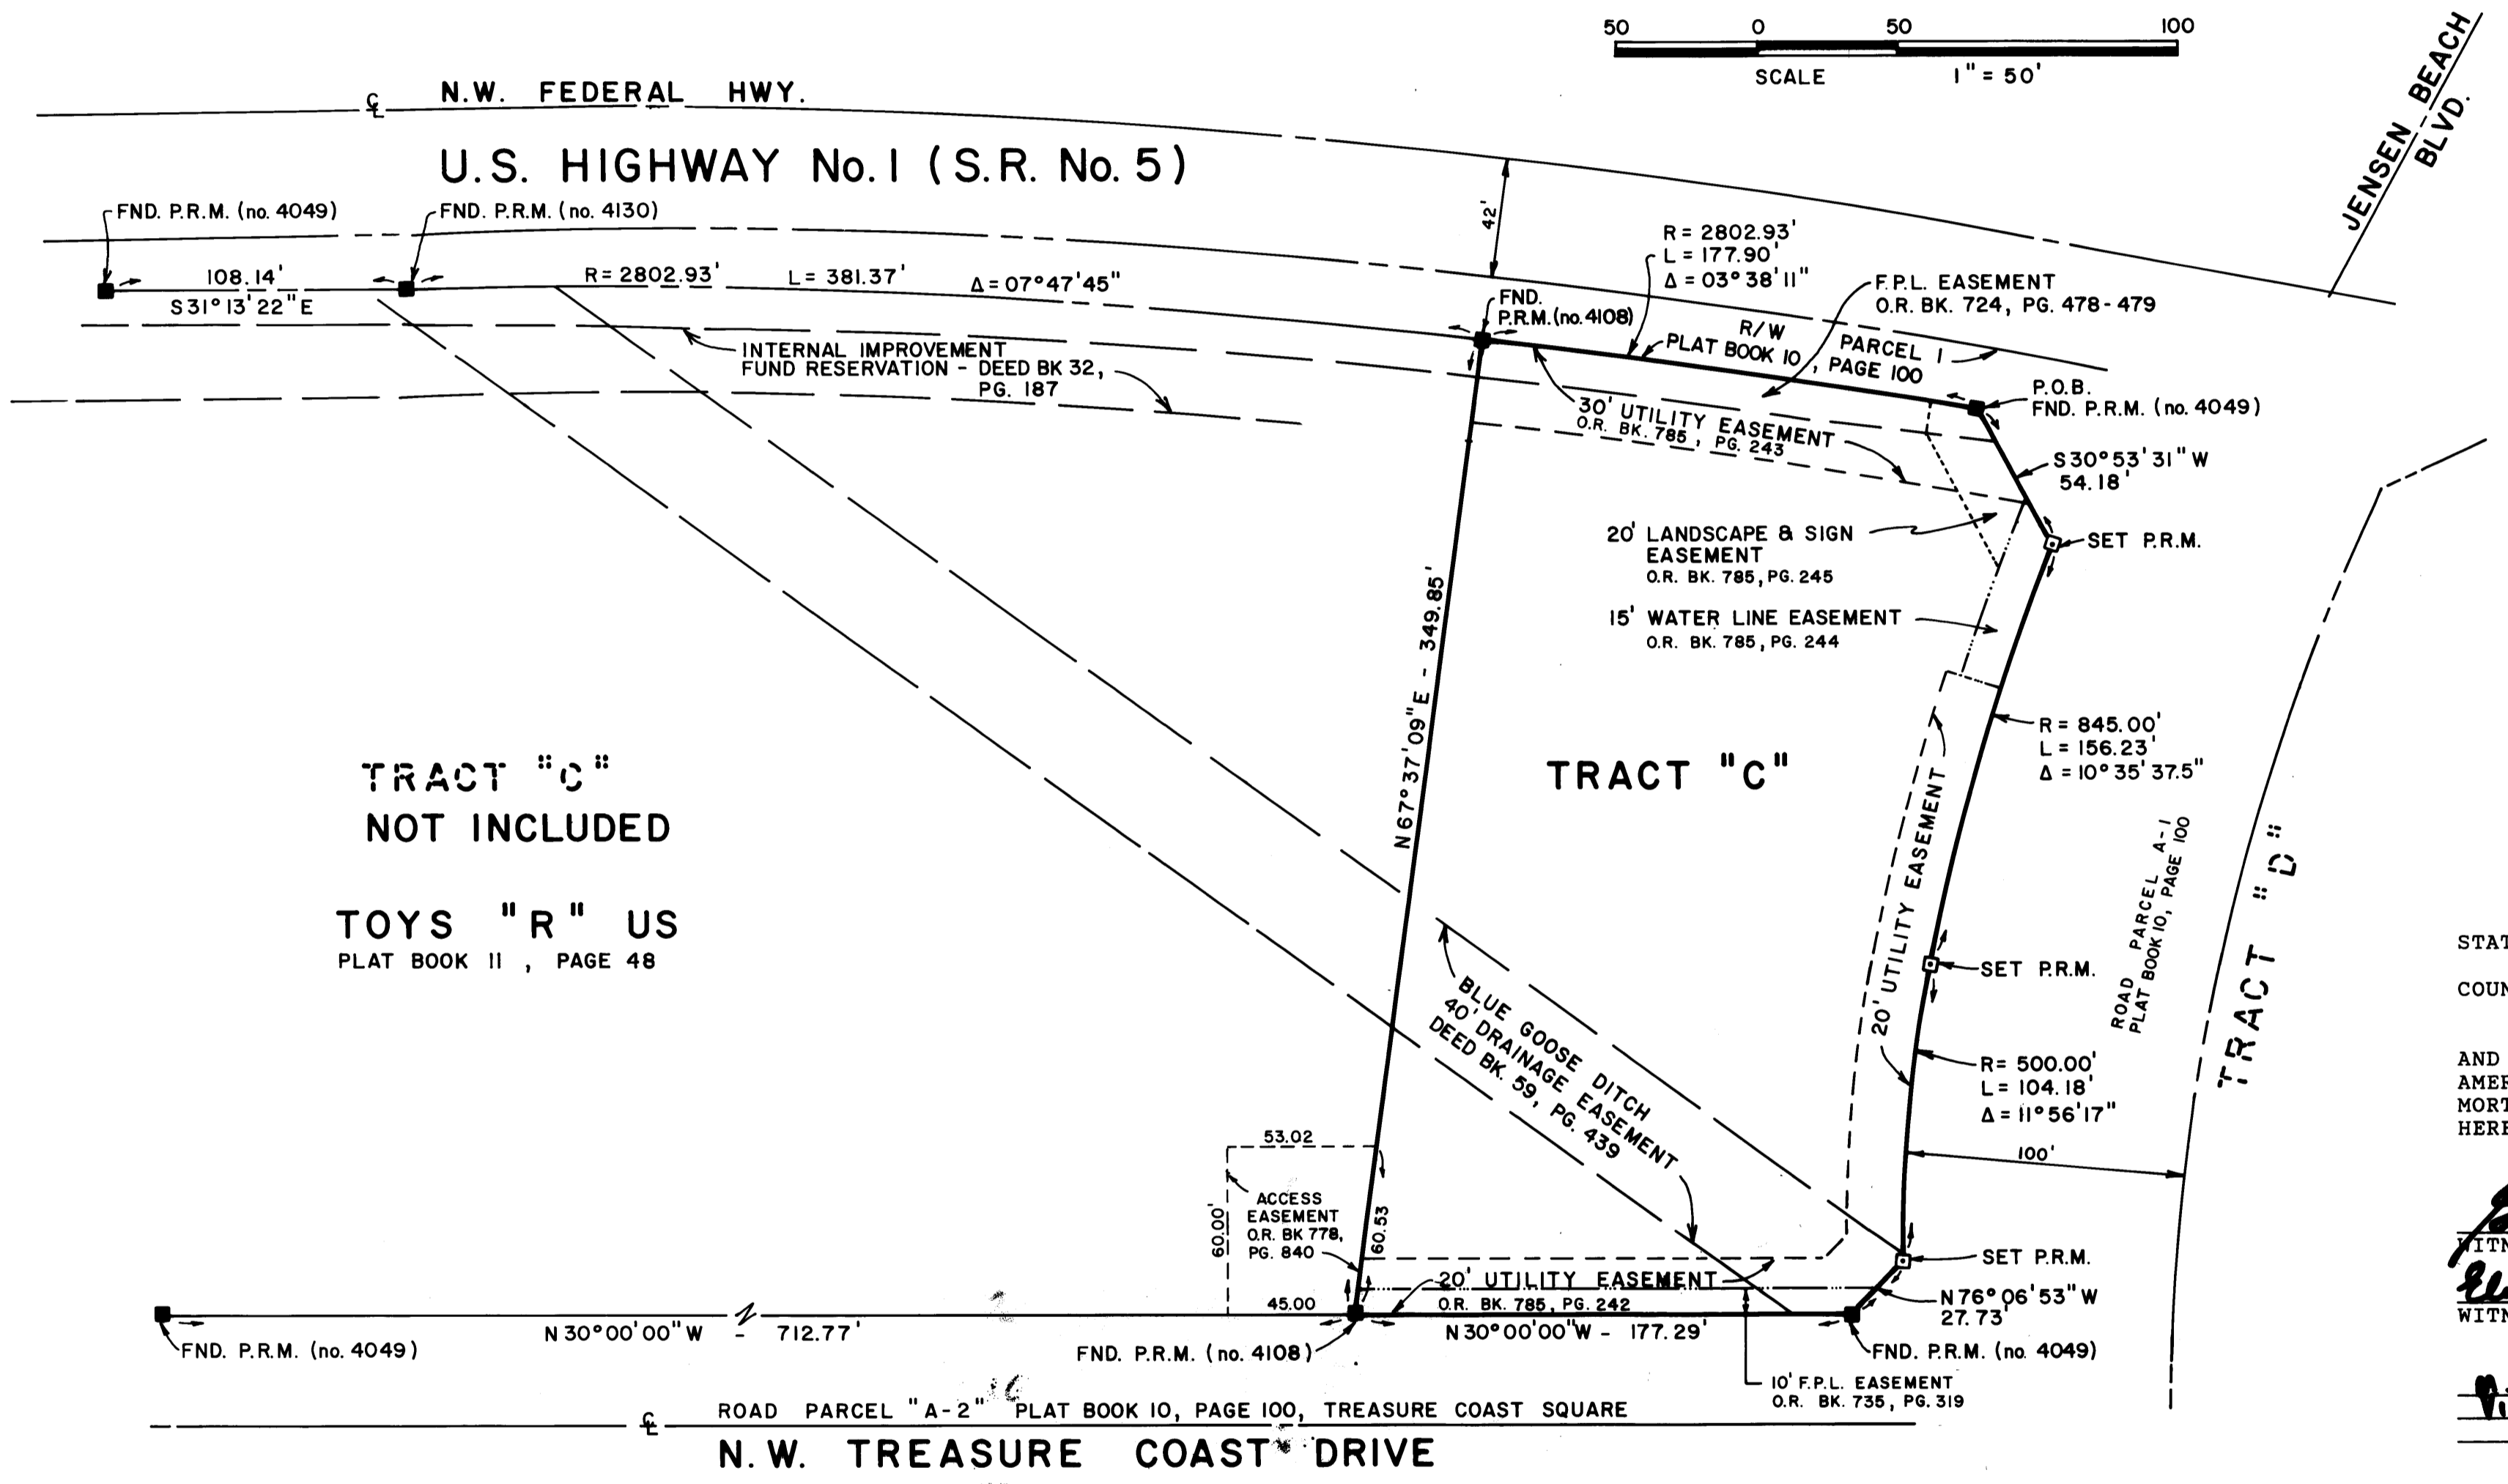 50 0 50 100
SCALE 1" = 50'
JENSEN BEACH
BLVD.
℄ N.W. FEDERAL HWY.
U.S. HIGHWAY No. 1 (S.R. No. 5)
FND. P.R.M. (no. 4049)
FND. P.R.M. (no. 4130)
108.14'
S31°13'22"E
R = 2802.93' L = 381.37' Δ = 07°47'45"
42'
R = 2802.93'
L = 177.90'
Δ = 03°38'11"
F.P.L. EASEMENT
O.R. BK. 724, PG. 478-479
FND.
P.R.M. (no. 4108)
R/W PARCEL 1
PLAT BOOK 10, PAGE 100
INTERNAL IMPROVEMENT
FUND RESERVATION - DEED BK 32,
PG. 187
P.O.B.
FND. P.R.M. (no. 4049)
30' UTILITY EASEMENT
O.R. BK. 785, PG. 243
S30°53'31"W
54.18'
20' LANDSCAPE & SIGN
EASEMENT
O.R. BK. 785, PG. 245
SET P.R.M.
15' WATER LINE EASEMENT
O.R. BK. 785, PG. 244
N67°37'09"E - 349.85'
R = 845.00'
L = 156.23'
Δ = 10°35'37.5"
TRACT "C"
NOT INCLUDED
TRACT "C"
TOYS "R" US
PLAT BOOK 11, PAGE 48
20' UTILITY EASEMENT
ROAD PARCEL A-1
PLAT BOOK 10, PAGE 100
TRACT "D"
SET P.R.M.
BLUE GOOSE DITCH
40' DRAINAGE EASEMENT
DEED BK. 59, PG. 439
R = 500.00'
L = 104.18'
Δ = 11°56'17"
100'
53.02
60.00'
ACCESS
EASEMENT
O.R. BK 778,
PG. 840
60.53
45.00
20' UTILITY EASEMENT
O.R. BK. 785, PG. 242
SET P.R.M.
N76°06'53"W
27.73'
N30°00'00"W - 712.77'
N30°00'00"W - 177.29'
FND. P.R.M. (no. 4049)
FND. P.R.M. (no. 4108)
FND. P.R.M. (no. 4049)
10' F.P.L. EASEMENT
O.R. BK. 735, PG. 319
℄ ROAD PARCEL "A-2" PLAT BOOK 10, PAGE 100, TREASURE COAST SQUARE
N.W. TREASURE COAST DRIVE
STAT
COUN
AND
AMER
MORT
HERE
WITN
WITN